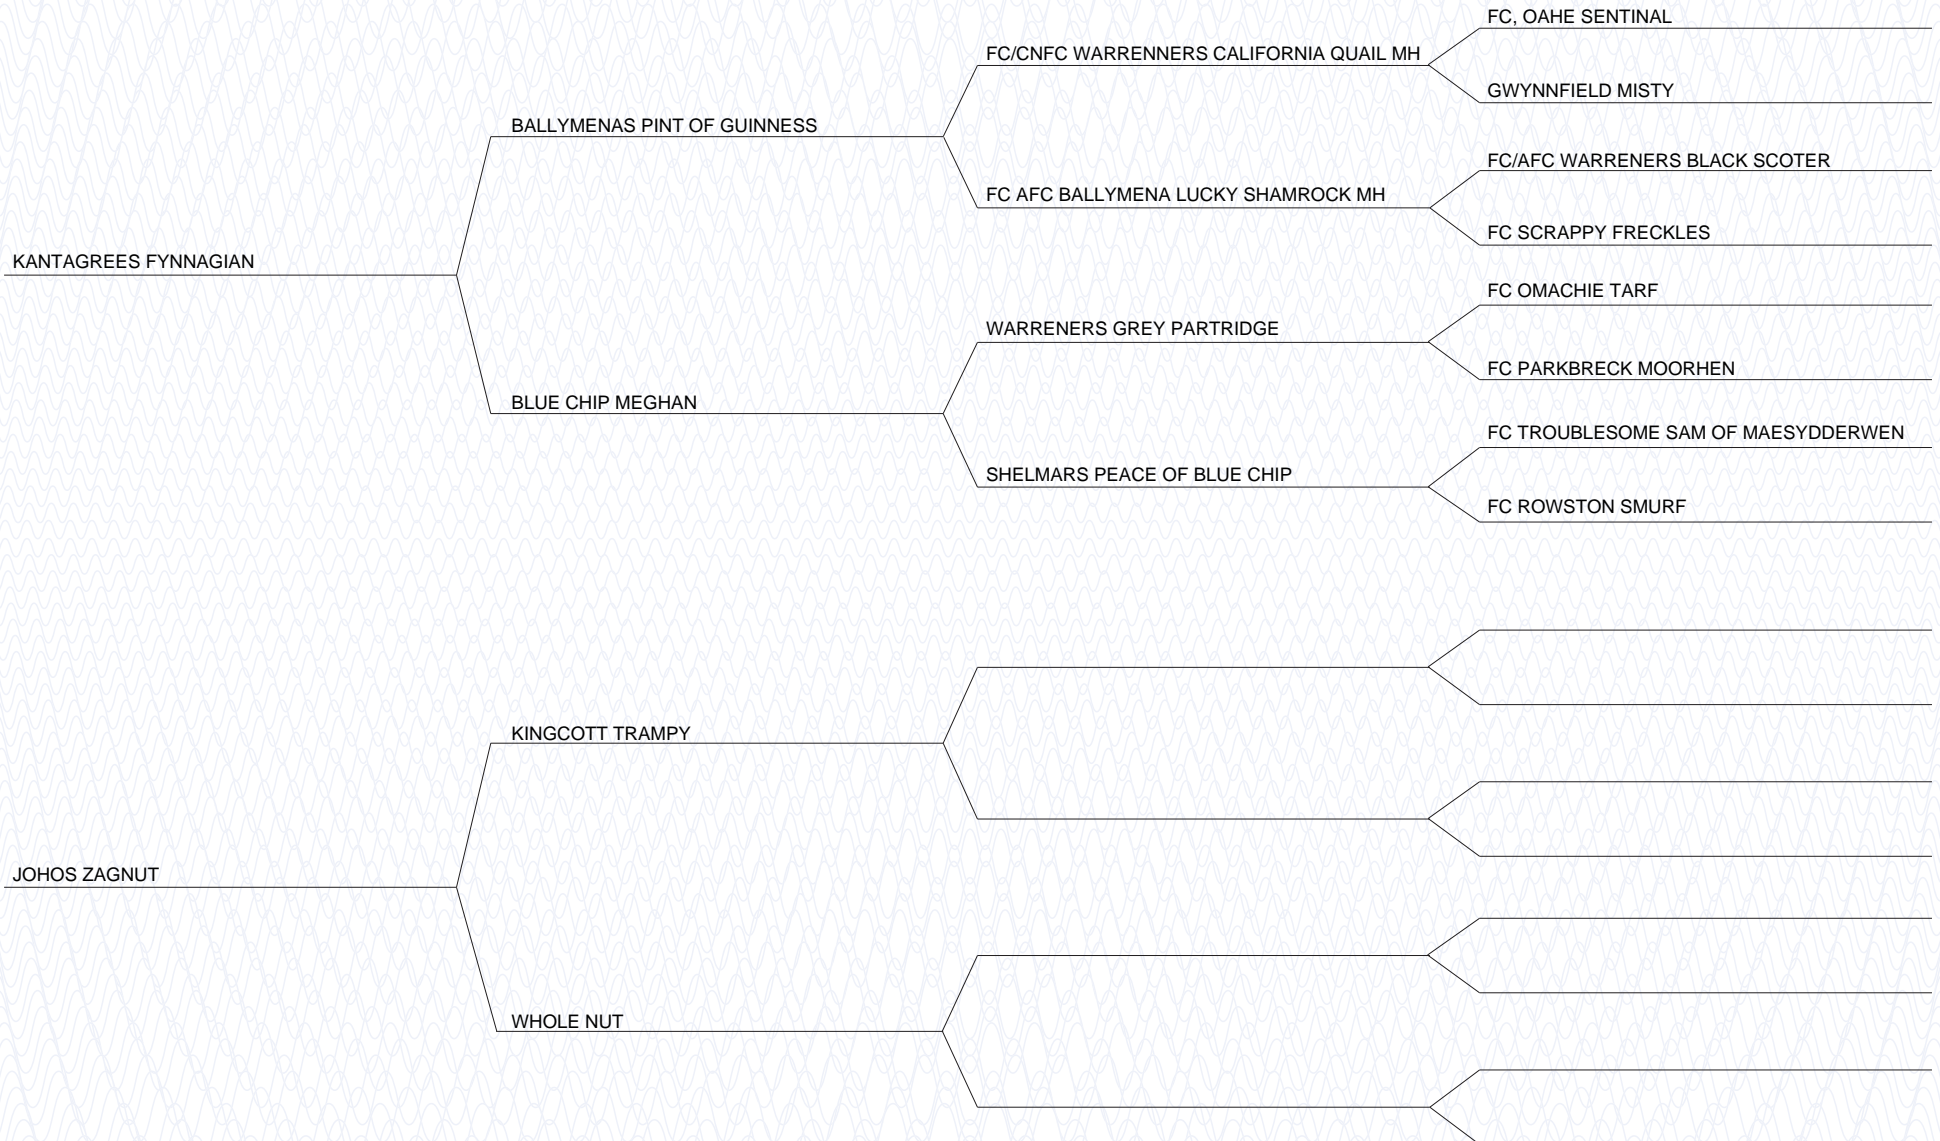 FC, OAHE SENTINAL
FC/CNFC WARRENNERS CALIFORNIA QUAIL MH
GWYNNFIELD MISTY
BALLYMENAS PINT OF GUINNESS
FC/AFC WARRENERS BLACK SCOTER
FC AFC BALLYMENA LUCKY SHAMROCK MH
FC SCRAPPY FRECKLES
KANTAGREES FYNNAGIAN
FC OMACHIE TARF
WARRENERS GREY PARTRIDGE
FC PARKBRECK MOORHEN
BLUE CHIP MEGHAN
FC TROUBLESOME SAM OF MAESYDDERWEN
SHELMARS PEACE OF BLUE CHIP
FC ROWSTON SMURF
KINGCOTT TRAMPY
JOHOS ZAGNUT
WHOLE NUT